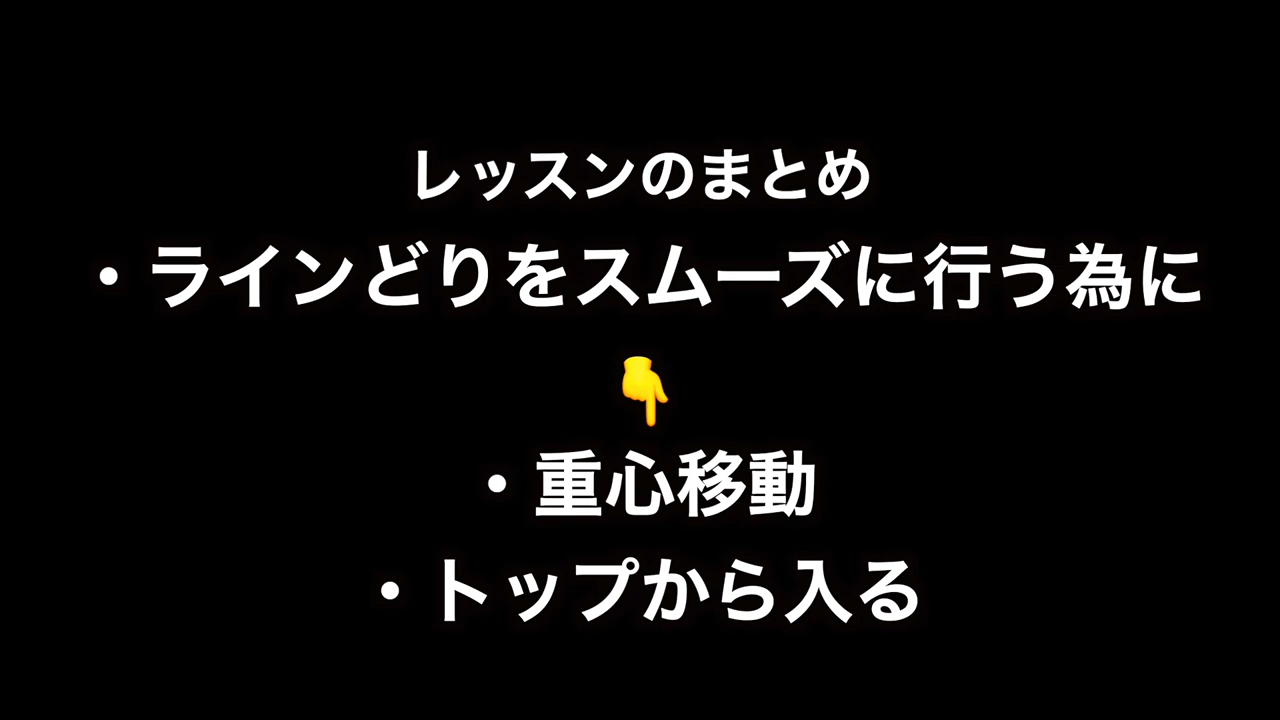 レッスンのまとめ
・ラインどりをスムーズに行う為に
👇
・重心移動
・トップから入る